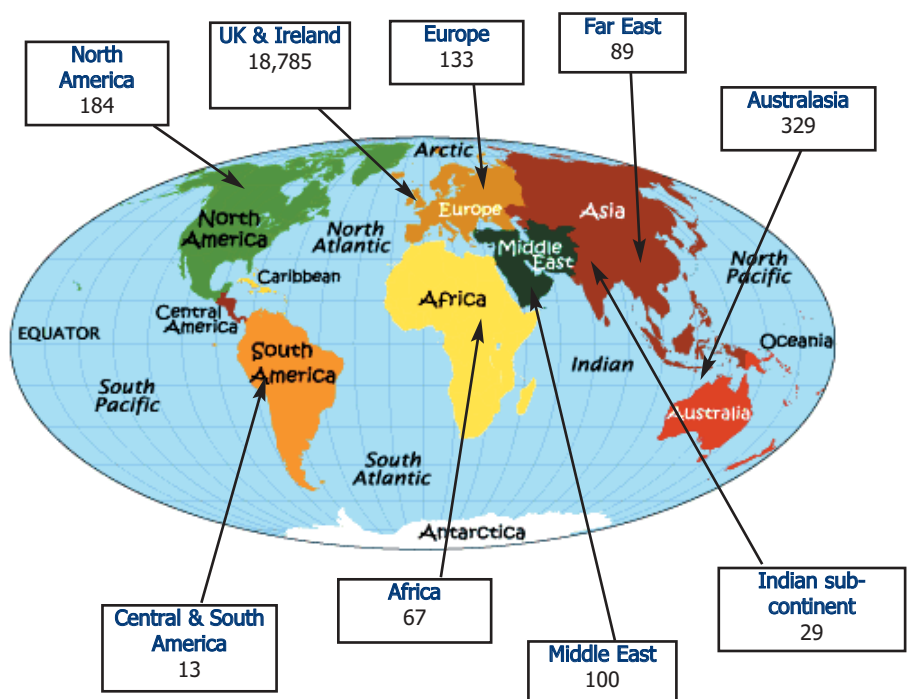 North
America
184
UK & Ireland
18,785
Europe
133
Far East
89
Australasia
329
Arctic
North
America
North
Atlantic
Europe
Asia
Middle
East
North
Pacific
Caribbean
Central
America
Africa
EQUATOR
South
America
Indian
Oceania
South
Pacific
Australia
South
Atlantic
Antarctica
Central & South
America
13
Africa
67
Middle East
100
Indian sub-
continent
29